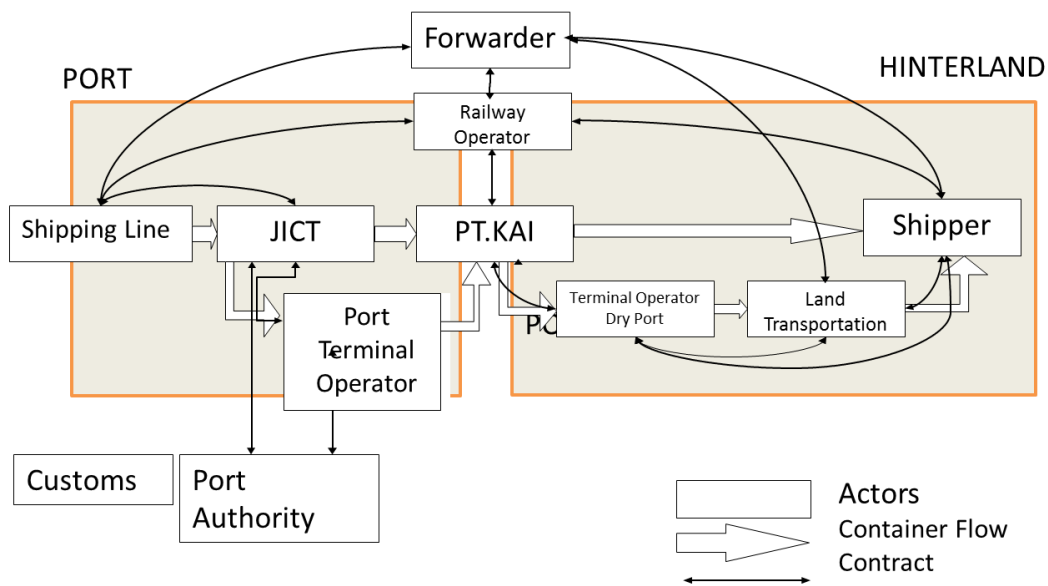 Forwarder
PORT
HINTERLAND
Railway
Operator
Shipping Line
JICT
PT.KAI
Shipper
Port
Terminal
Operator
Terminal Operator
Dry Port
Land
Transportation
Customs
Port
Authority
Actors
Container Flow
Contract